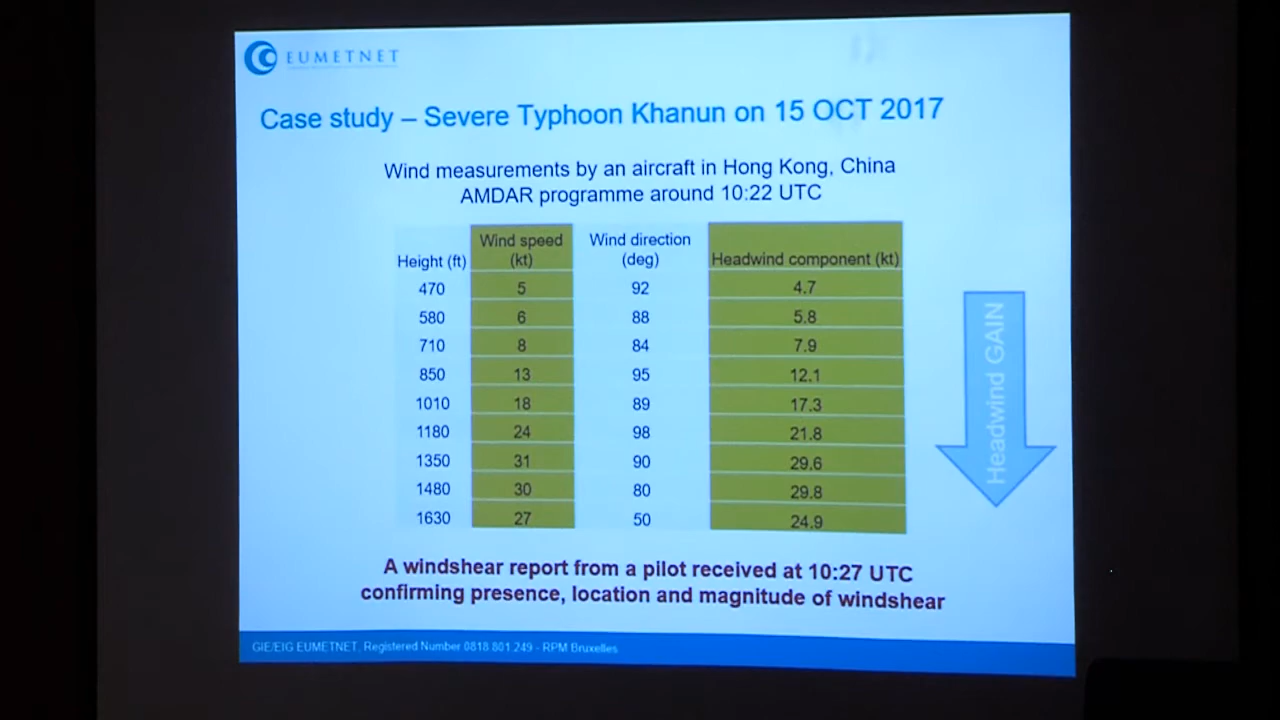 EUMETNET
Case study – Severe Typhoon Khanun on 15 OCT 2017
Wind measurements by an aircraft in Hong Kong, China
AMDAR programme around 10:22 UTC
Height (ft) Wind speed (kt) Wind direction (deg) Headwind component (kt)
470 5 92 4.7
580 6 88 5.8
710 8 84 7.9
850 13 95 12.1
1010 18 89 17.3
1180 24 98 21.8
1350 31 90 29.6
1480 30 80 29.8
1630 27 50 24.9
Headwind GAIN
A windshear report from a pilot received at 10:27 UTC
confirming presence, location and magnitude of windshear
GIE/EIG EUMETNET, Registered Number 0818 801 249 - RPM Bruxelles